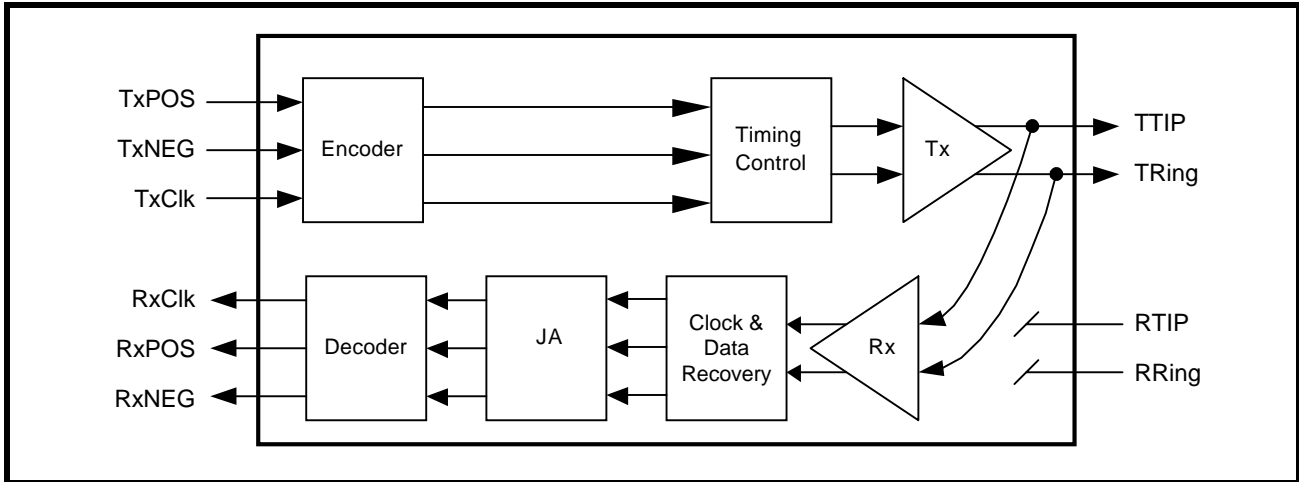 TxPOS
TxNEG
TxClk
Encoder
Timing
Control
Tx
TTIP
TRing
RxClk
RxPOS
RxNEG
Decoder
JA
Clock &
Data
Recovery
Rx
RTIP
RRing